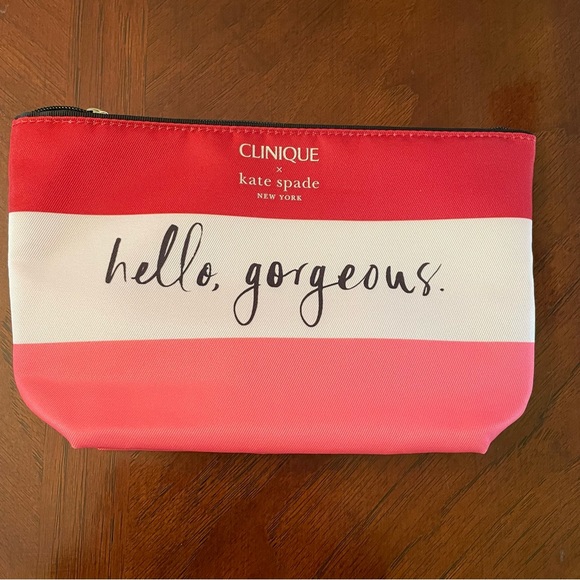 CLINIQUE
×
kate spade
NEW YORK
hello, gorgeous.